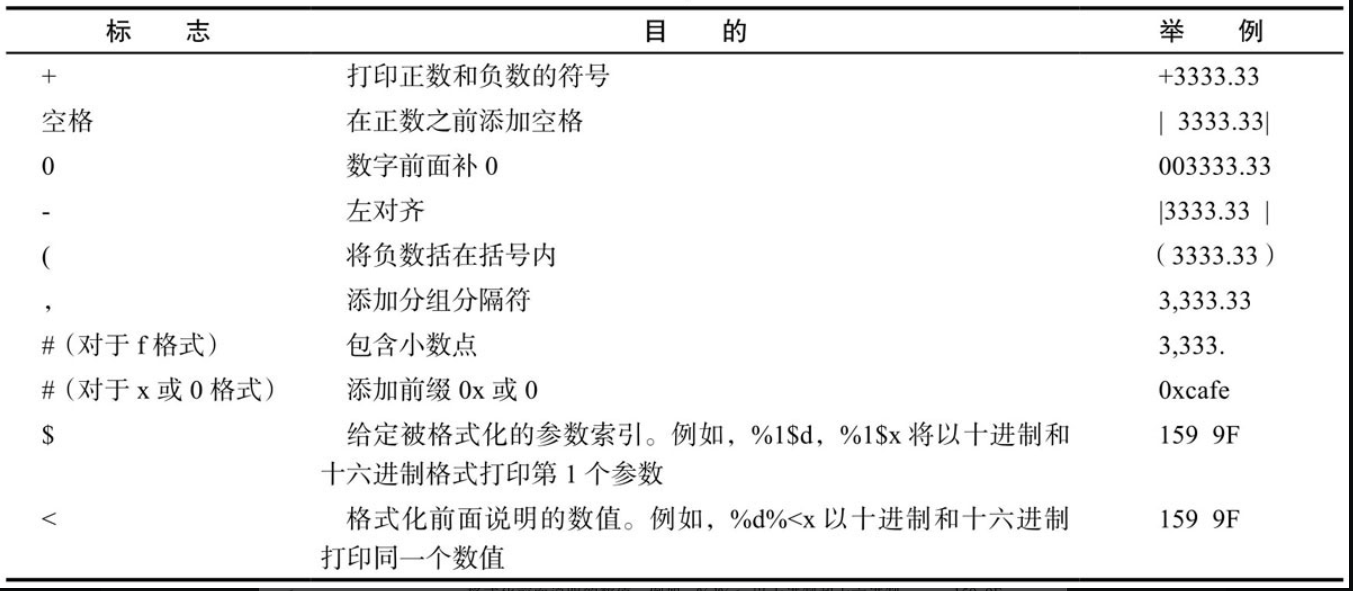 标 志 目 的 举 例
+ 打印正数和负数的符号 +3333.33
空格 在正数之前添加空格 | 3333.33|
0 数字前面补 0 003333.33
- 左对齐 |3333.33 |
( 将负数括在括号内 （3333.33）
, 添加分组分隔符 3,333.33
#（对于 f 格式） 包含小数点 3,333.
#（对于 x 或 0 格式） 添加前缀 0x 或 0 0xcafe
$ 给定被格式化的参数索引。例如，%1$d，%1$x 将以十进制和 159 9F
十六进制格式打印第 1 个参数
< 格式化前面说明的数值。例如，%d%<x 以十进制和十六进制 159 9F
打印同一个数值